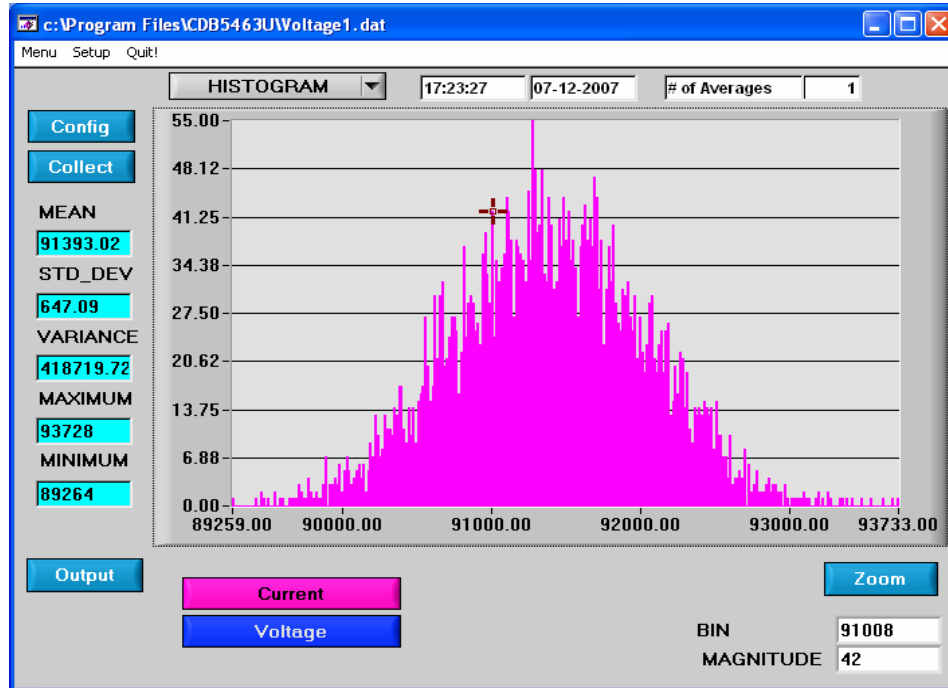 c:\Program Files\CDB5463U\Voltage1.dat
Menu Setup Quit!
HISTOGRAM 17:23:27 07-12-2007 # of Averages 1
Config
Collect
MEAN
91393.02
STD_DEV
647.09
VARIANCE
418719.72
MAXIMUM
93728
MINIMUM
89264
55.00
48.12
41.25
34.38
27.50
20.62
13.75
6.88
0.00
89259.00 90000.00 91000.00 92000.00 93000.00 93733.00
Output
Current
Voltage
Zoom
BIN 91008
MAGNITUDE 42